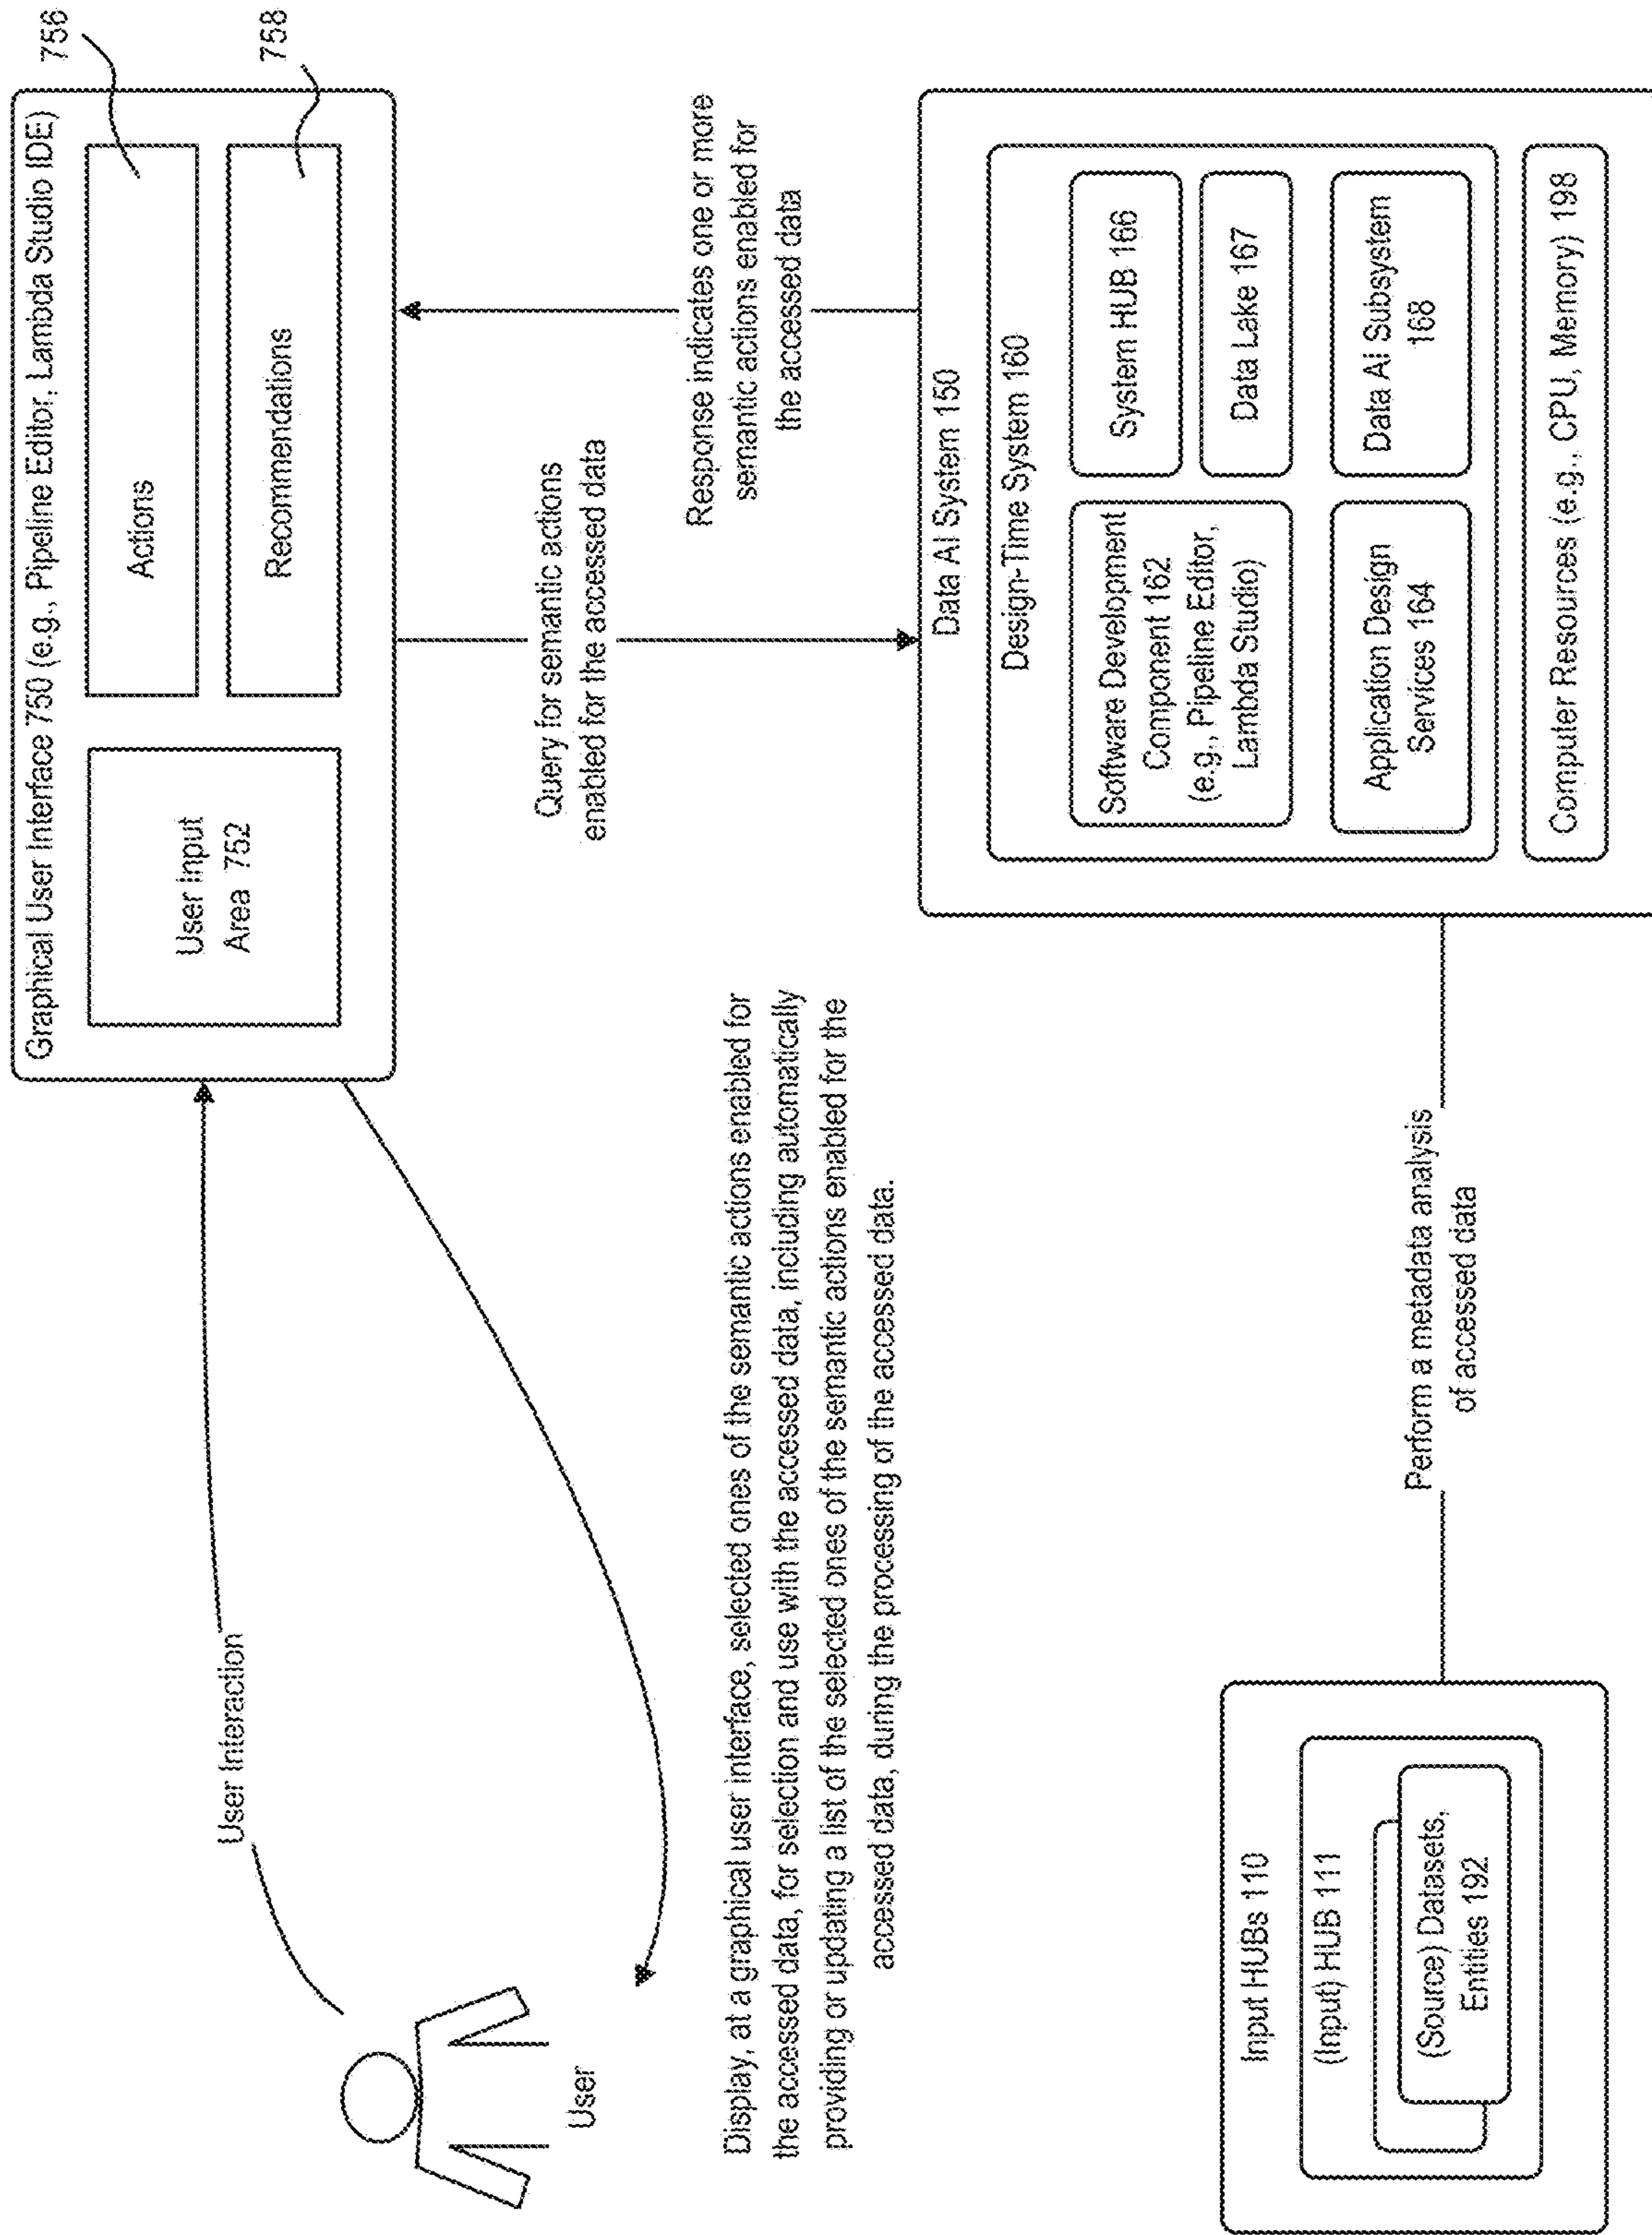 Graphical User Interface 750 (e.g., Pipeline Editor, Lambda Studio IDE)
User Input
Area 752
Actions
Recommendations
756
758
User Interaction
User
Query for semantic actions
enabled for the accessed data
Response indicates one or more
semantic actions enabled for
the accessed data
Display, at a graphical user interface, selected ones of the semantic actions enabled for
the accessed data, for selection and use with the accessed data, including automatically
providing or updating a list of the selected ones of the semantic actions enabled for the
accessed data, during the processing of the accessed data.
Data AI System 150
Design-Time System 160
Software Development
Component 162
(e.g., Pipeline Editor,
Lambda Studio)
System HUB 166
Data Lake 167
Application Design
Services 164
Data AI Subsystem
168
Computer Resources (e.g., CPU, Memory) 198
Input HUBs 110
(Input) HUB 111
(Source) Datasets,
Entities 192
Perform a metadata analysis
of accessed data